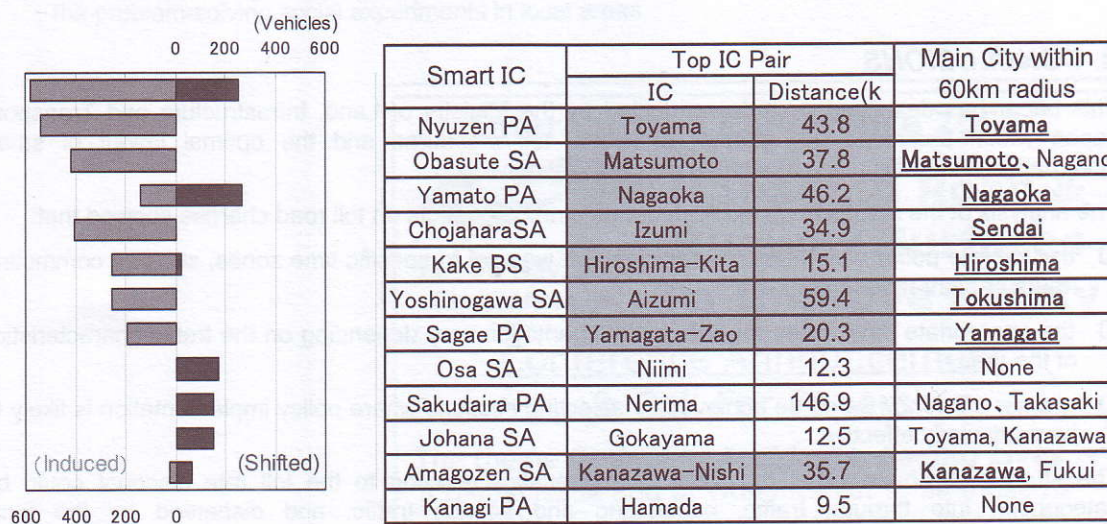 (Vehicles)
0 200 400 600
(Induced) (Shifted)
600 400 200 0
Smart IC Top IC Pair Main City within
IC Distance(k 60km radius
Nyuzen PA Toyama 43.8 Toyama
Obasute SA Matsumoto 37.8 Matsumoto、Nagano
Yamato PA Nagaoka 46.2 Nagaoka
ChojaharaSA Izumi 34.9 Sendai
Kake BS Hiroshima-Kita 15.1 Hiroshima
Yoshinogawa SA Aizumi 59.4 Tokushima
Sagae PA Yamagata-Zao 20.3 Yamagata
Osa SA Niimi 12.3 None
Sakudaira PA Nerima 146.9 Nagano, Takasaki
Johana SA Gokayama 12.5 Toyama, Kanazawa
Amagozen SA Kanazawa-Nishi 35.7 Kanazawa, Fukui
Kanagi PA Hamada 9.5 None